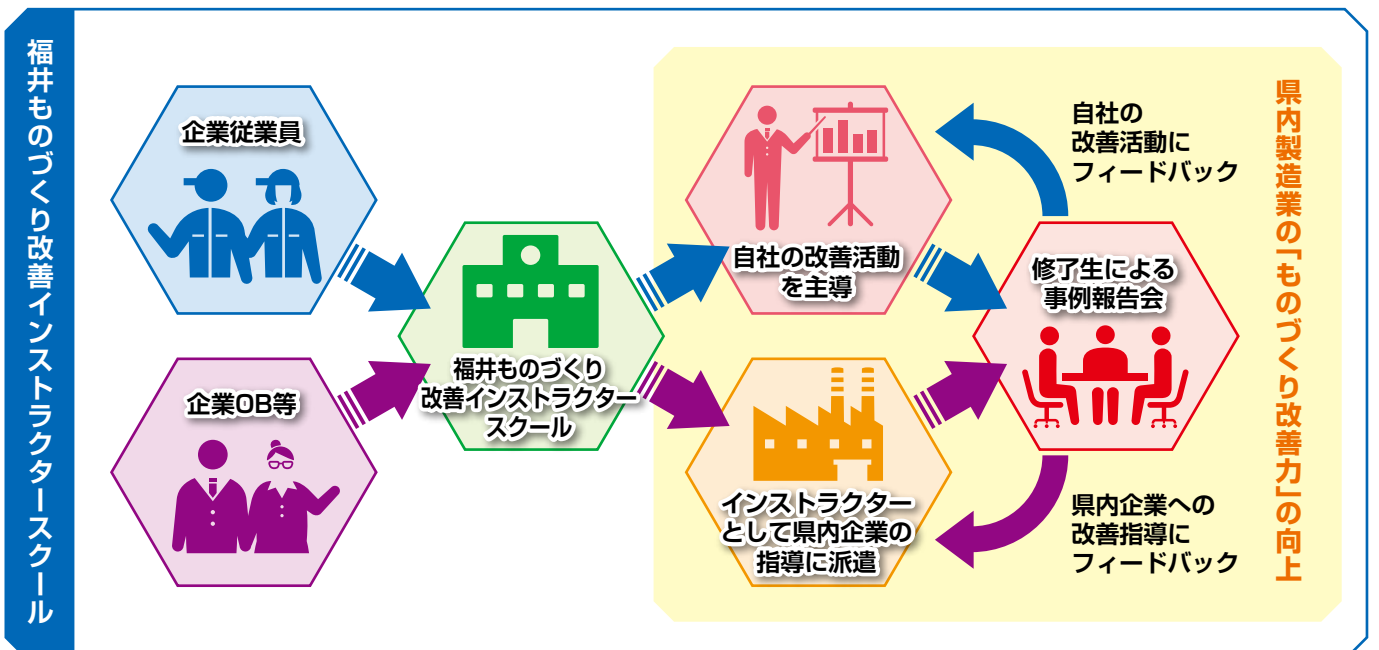 福井ものづくり改善インストラクタースクール
企業従業員
企業OB等
福井ものづくり
改善インストラクター
スクール
自社の改善活動
を主導
インストラクター
として県内企業の
指導に派遣
自社の
改善活動に
フィードバック
修了生による
事例報告会
県内企業への
改善指導に
フィードバック
県内製造業の「ものづくり改善力」の向上